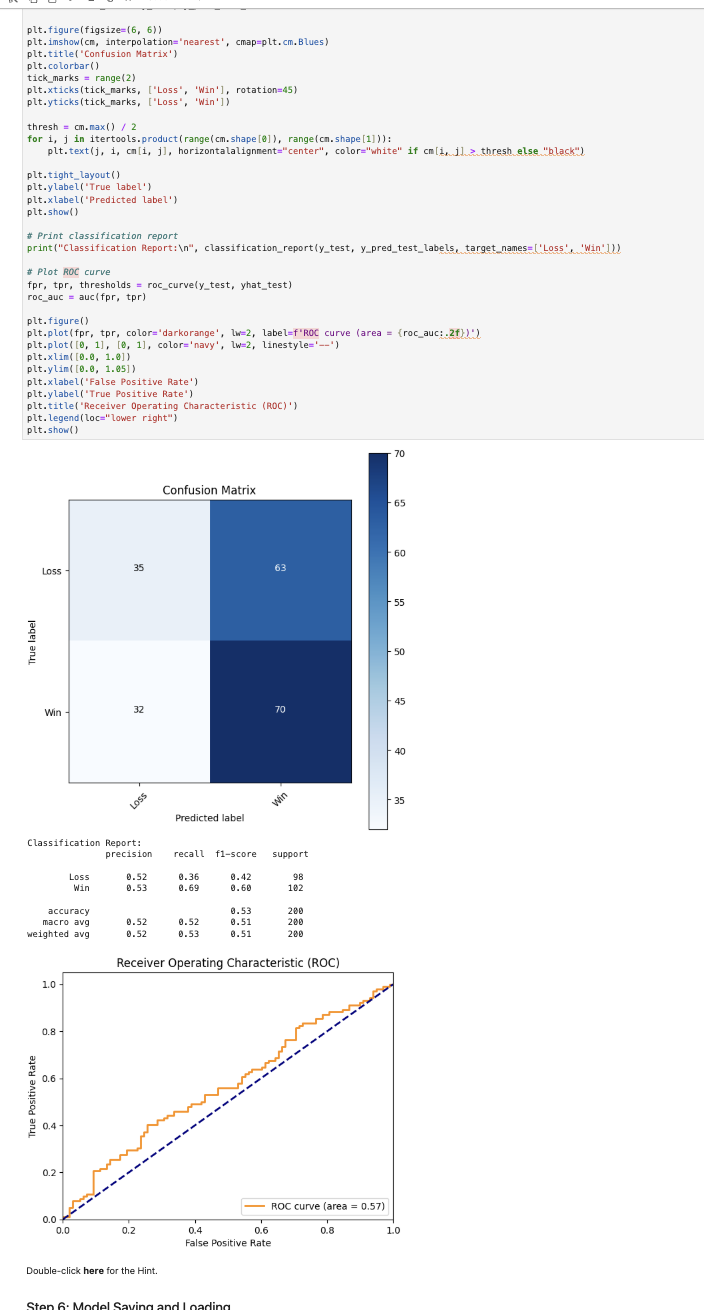 plt.figure(figsize=(6, 6))
plt.imshow(cm, interpolation='nearest', cmap=plt.cm.Blues)
plt.title('Confusion Matrix')
plt.colorbar()
tick_marks = range(2)
plt.xticks(tick_marks, ['Loss', 'Win'], rotation=45)
plt.yticks(tick_marks, ['Loss', 'Win'])
thresh = cm.max() / 2
for i, j in itertools.product(range(cm.shape[0]), range(cm.shape[1])):
    plt.text(j, i, cm[i, j], horizontalalignment="center", color="white" if cm[i, j] > thresh else "black")
plt.tight_layout()
plt.ylabel('True label')
plt.xlabel('Predicted label')
plt.show()
# Print classification report
print("Classification Report:\n", classification_report(y_test, y_pred_test_labels, target_names=['Loss', 'Win']))
# Plot ROC curve
fpr, tpr, thresholds = roc_curve(y_test, yhat_test)
roc_auc = auc(fpr, tpr)
plt.figure()
plt.plot(fpr, tpr, color='darkorange', lw=2, label=f'ROC curve (area = {roc_auc:.2f})')
plt.plot([0, 1], [0, 1], color='navy', lw=2, linestyle='--')
plt.xlim([0.0, 1.0])
plt.ylim([0.0, 1.05])
plt.xlabel('False Positive Rate')
plt.ylabel('True Positive Rate')
plt.title('Receiver Operating Characteristic (ROC)')
plt.legend(loc="lower right")
plt.show()
Confusion Matrix
70
65
60
55
50
45
40
35
True label
Loss
35 63
Win
32 70
Loss Win
Predicted label
Classification Report:
precision recall f1-score support
Loss 0.52 0.36 0.42 98
Win 0.53 0.69 0.60 102
accuracy 0.53 200
macro avg 0.52 0.52 0.51 200
weighted avg 0.52 0.53 0.51 200
Receiver Operating Characteristic (ROC)
True Positive Rate
1.0
0.8
0.6
0.4
0.2
0.0
ROC curve (area = 0.57)
0.0 0.2 0.4 0.6 0.8 1.0
False Positive Rate
Double-click here for the Hint.
Step 6: Model Saving and Loading